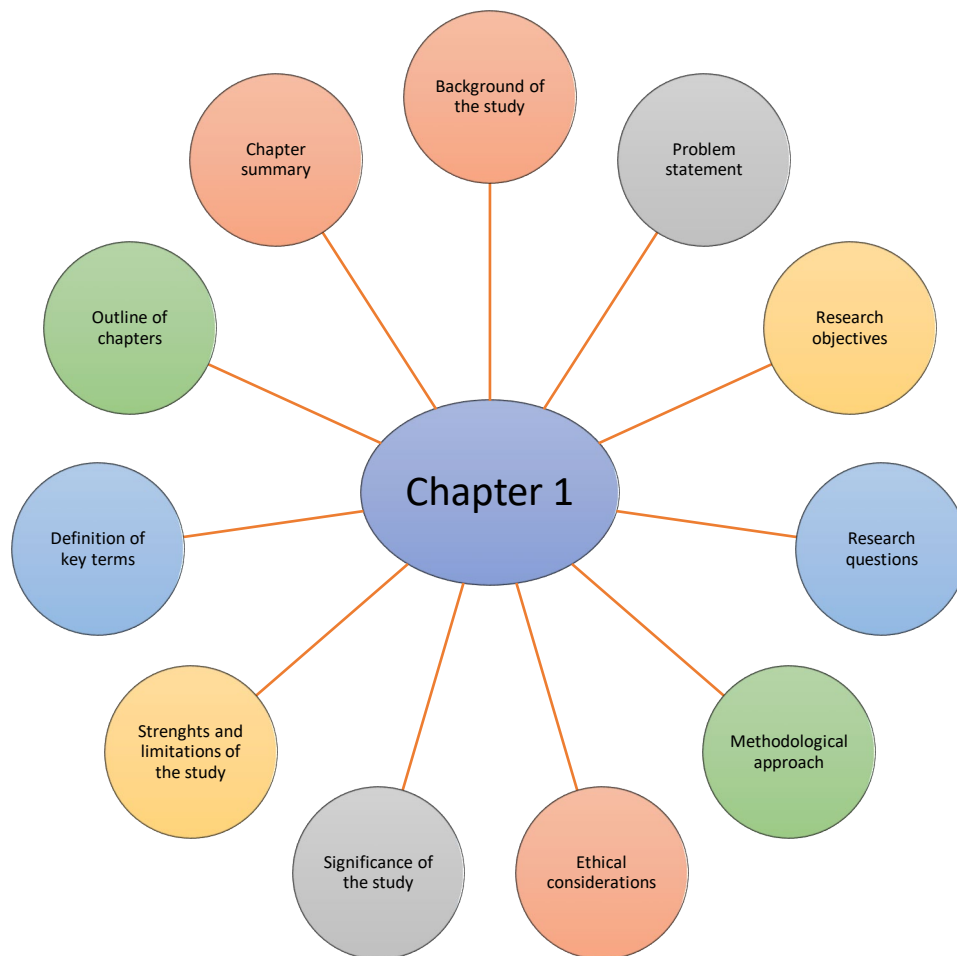 Background of
the study
Problem
statement
Research
objectives
Research
questions
Methodological
approach
Ethical
considerations
Significance of
the study
Strenghts and
limitations of
the study
Definition of
key terms
Outline of
chapters
Chapter
summary
Chapter 1